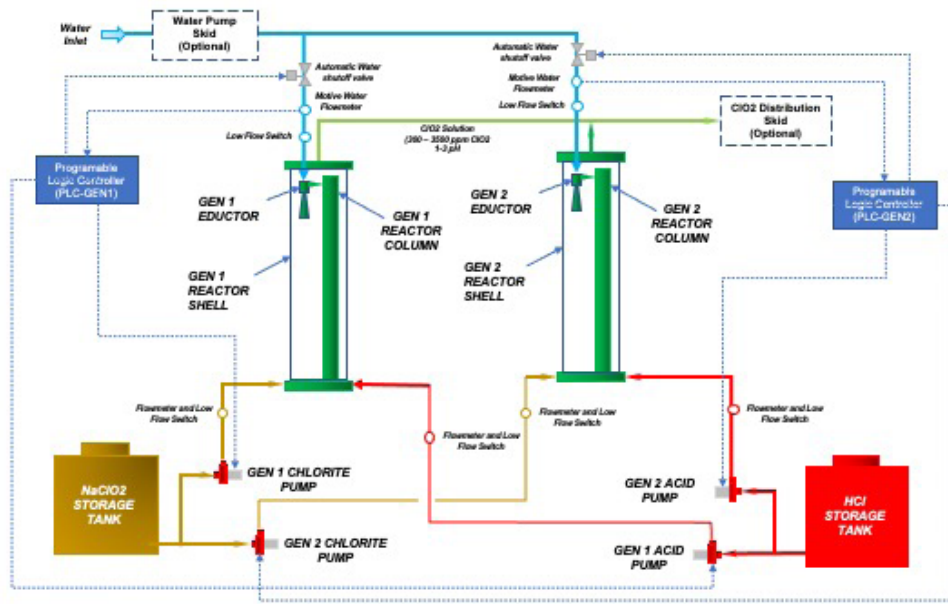 Water
Inlet
Water Pump
Skid
(Optional)
Automatic Water
shutoff valve
Motive Water
Flowmeter
Low Flow Switch
Automatic Water
shutoff valve
Motive Water
Flowmeter
Low Flow Switch
ClO2 Solution
(300 – 3500 ppm ClO2
1-3 pH
ClO2 Distribution
Skid
(Optional)
Programable
Logic Controller
(PLC-GEN1)
Programable
Logic Controller
(PLC-GEN2)
GEN 1
EDUCTOR
GEN 1
REACTOR
COLUMN
GEN 1
REACTOR
SHELL
GEN 2
EDUCTOR
GEN 2
REACTOR
COLUMN
GEN 2
REACTOR
SHELL
Flowmeter and Low
Flow Switch
Flowmeter and Low
Flow Switch
Flowmeter and Low
Flow Switch
Flowmeter and Low
Flow Switch
NaClO2
STORAGE
TANK
GEN 1 CHLORITE
PUMP
GEN 2 CHLORITE
PUMP
GEN 2 ACID
PUMP
GEN 1 ACID
PUMP
HCl
STORAGE
TANK